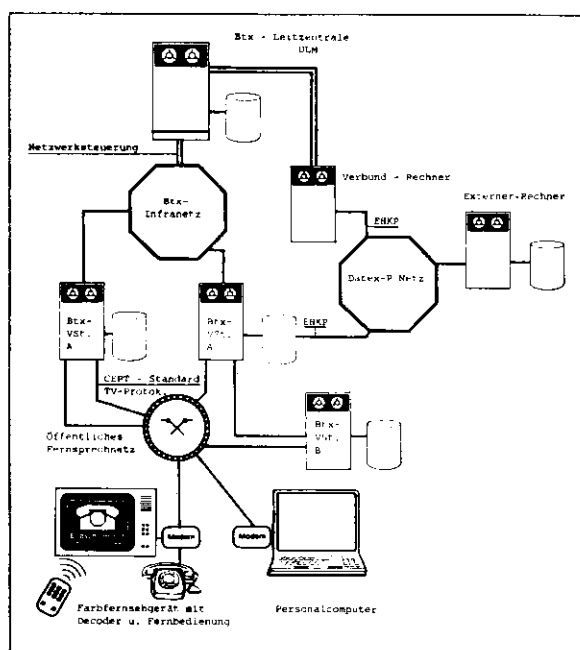 Btx - Leitzentrale
ULM
Netzwerksteuerung
Btx-
Infranetz
Verbund - Rechner
Externer-Rechner
EHKP
Datex-P Netz
Btx-
VSt.
A
Btx-
VSt.
A
EHKP
CEPT - Standard
TV-Protok.
Öffentliches
Fernsprechnetz
Btx-
VSt.
B
Modem
Modem
Farbfernsehgerät mit
Decoder u. Fernbedienung
Personalcomputer